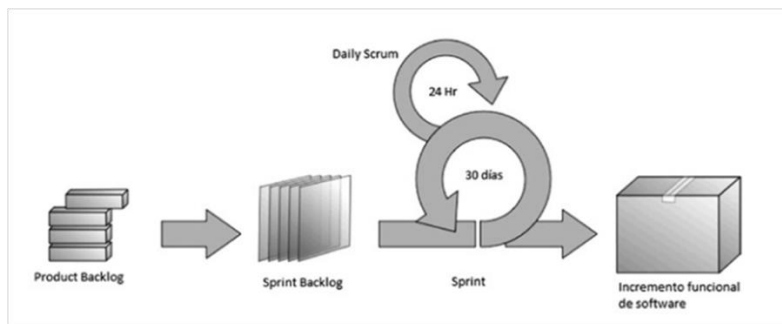 Daily Scrum
24 Hr
30 días
Product Backlog
Sprint Backlog
Sprint
Incremento funcional
de software